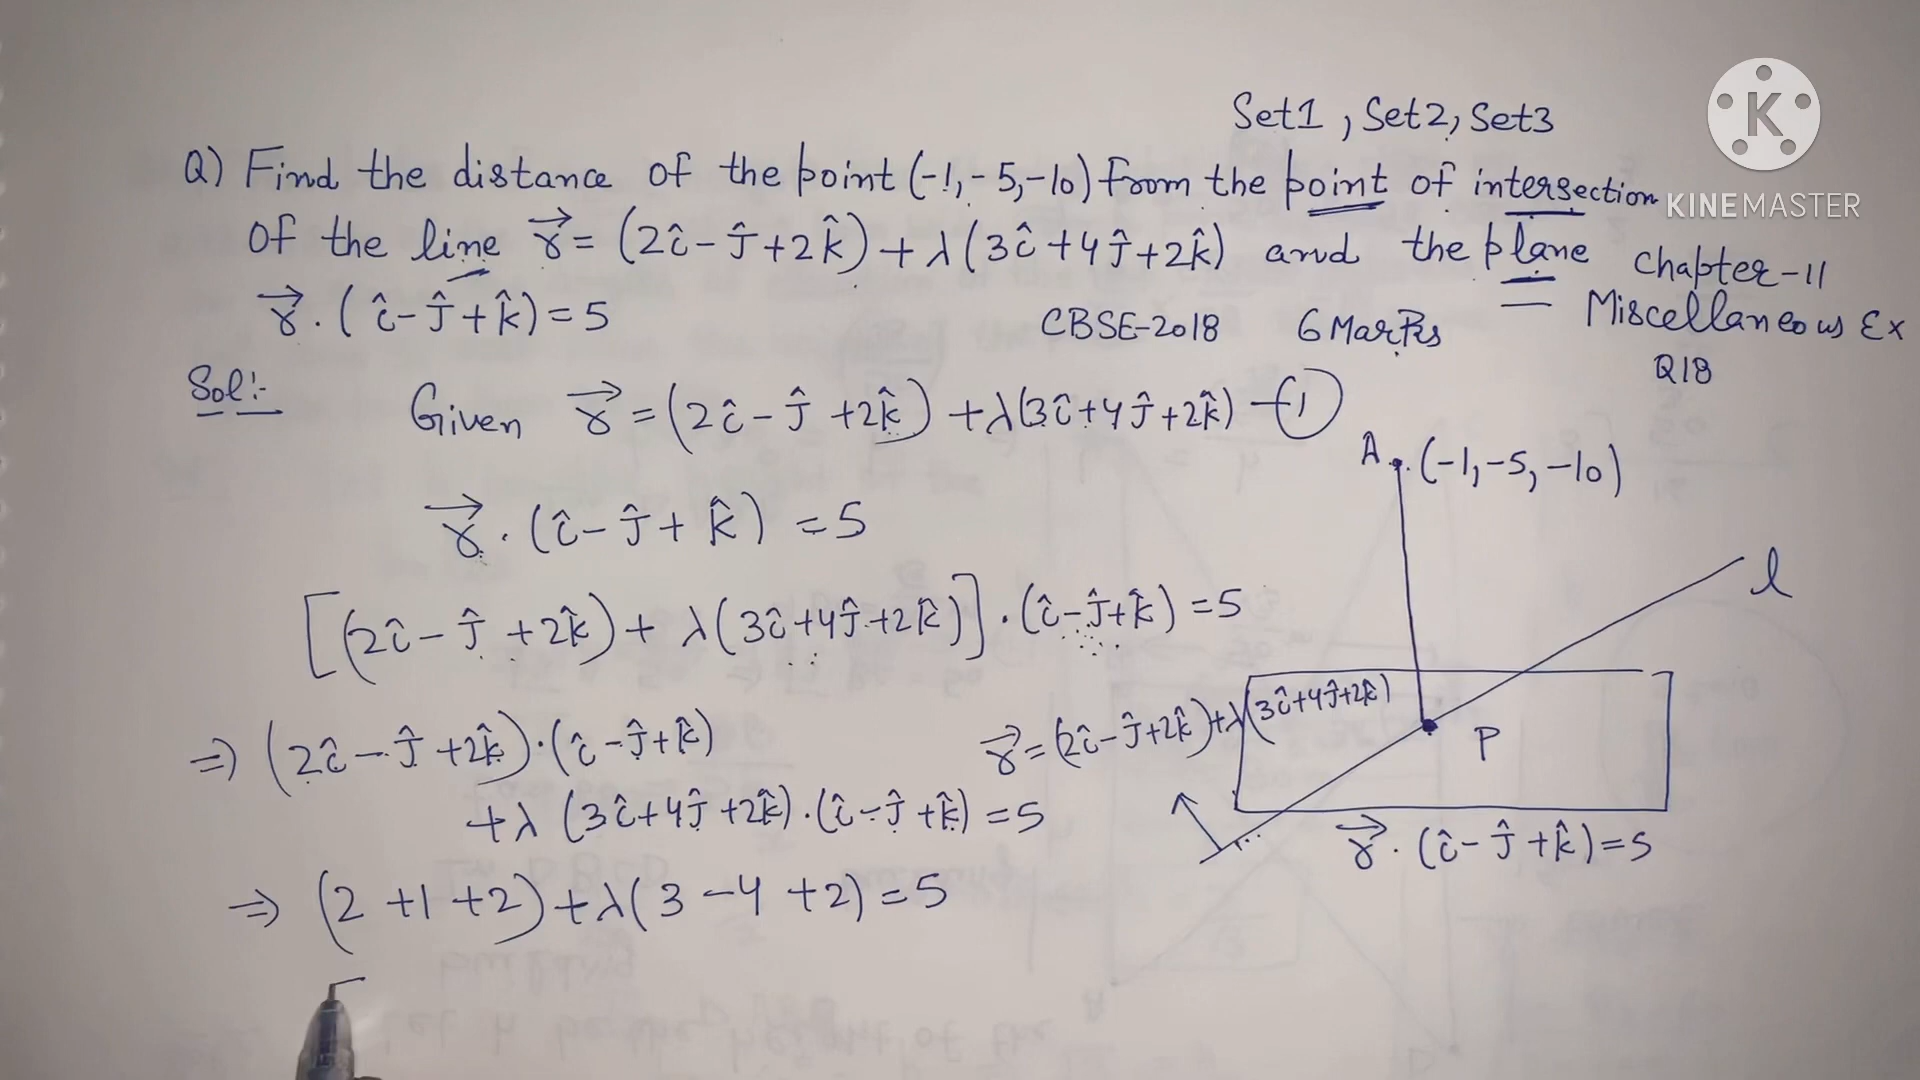 Set1, Set2, Set3
K
KINEMASTER
Q) Find the distance of the point (-1,-5,-10) from the point of intersection
of the line r⃗ = (2î - ĵ + 2k̂) + λ(3î + 4ĵ + 2k̂) and the plane
r⃗ . (î - ĵ + k̂) = 5
Chapter-11
Miscellaneous Ex
Q18
CBSE-2018 6 Marks
Sol:-
Given r⃗ = (2î - ĵ + 2k̂) + λ(3î + 4ĵ + 2k̂) —①
r⃗ . (î - ĵ + k̂) = 5
[(2î - ĵ + 2k̂) + λ(3î + 4ĵ + 2k̂)] . (î - ĵ + k̂) = 5
⇒ (2î - ĵ + 2k̂) . (î - ĵ + k̂)
+ λ (3î + 4ĵ + 2k̂) . (î - ĵ + k̂) = 5
⇒ (2 + 1 + 2) + λ(3 - 4 + 2) = 5
A . (-1, -5, -10)
l
r⃗ = (2î - ĵ + 2k̂) + λ(3î + 4ĵ + 2k̂)
P
r⃗ . (î - ĵ + k̂) = 5